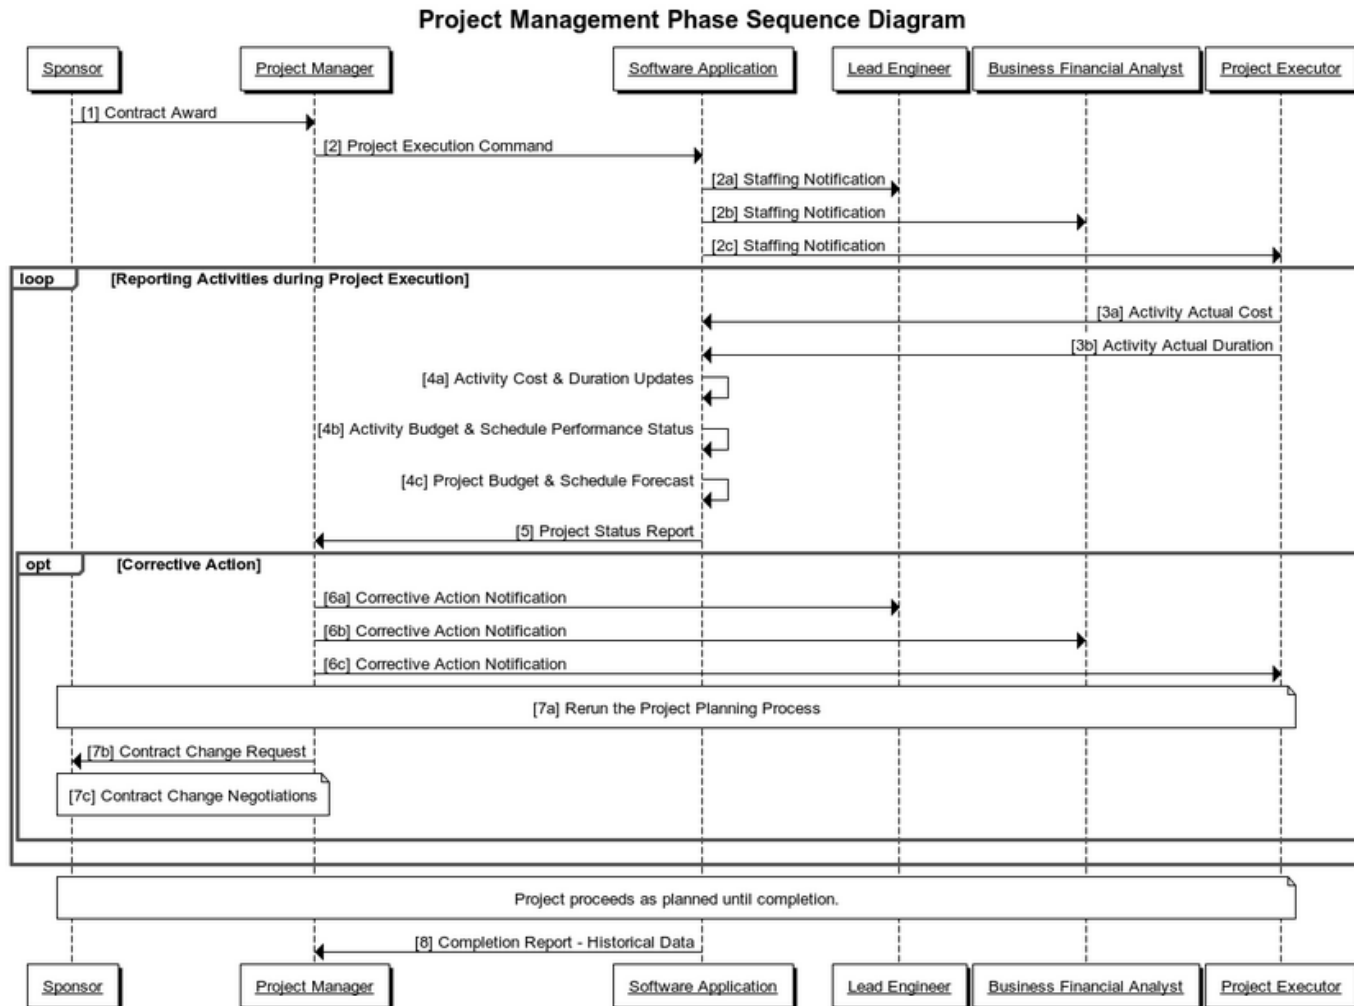 Project Management Phase Sequence Diagram
Sponsor
Project Manager
Software Application
Lead Engineer
Business Financial Analyst
Project Executor
[1] Contract Award
[2] Project Execution Command
[2a] Staffing Notification
[2b] Staffing Notification
[2c] Staffing Notification
loop
[Reporting Activities during Project Execution]
[3a] Activity Actual Cost
[3b] Activity Actual Duration
[4a] Activity Cost & Duration Updates
[4b] Activity Budget & Schedule Performance Status
[4c] Project Budget & Schedule Forecast
[5] Project Status Report
opt
[Corrective Action]
[6a] Corrective Action Notification
[6b] Corrective Action Notification
[6c] Corrective Action Notification
[7a] Rerun the Project Planning Process
[7b] Contract Change Request
[7c] Contract Change Negotiations
Project proceeds as planned until completion.
[8] Completion Report - Historical Data
Sponsor
Project Manager
Software Application
Lead Engineer
Business Financial Analyst
Project Executor